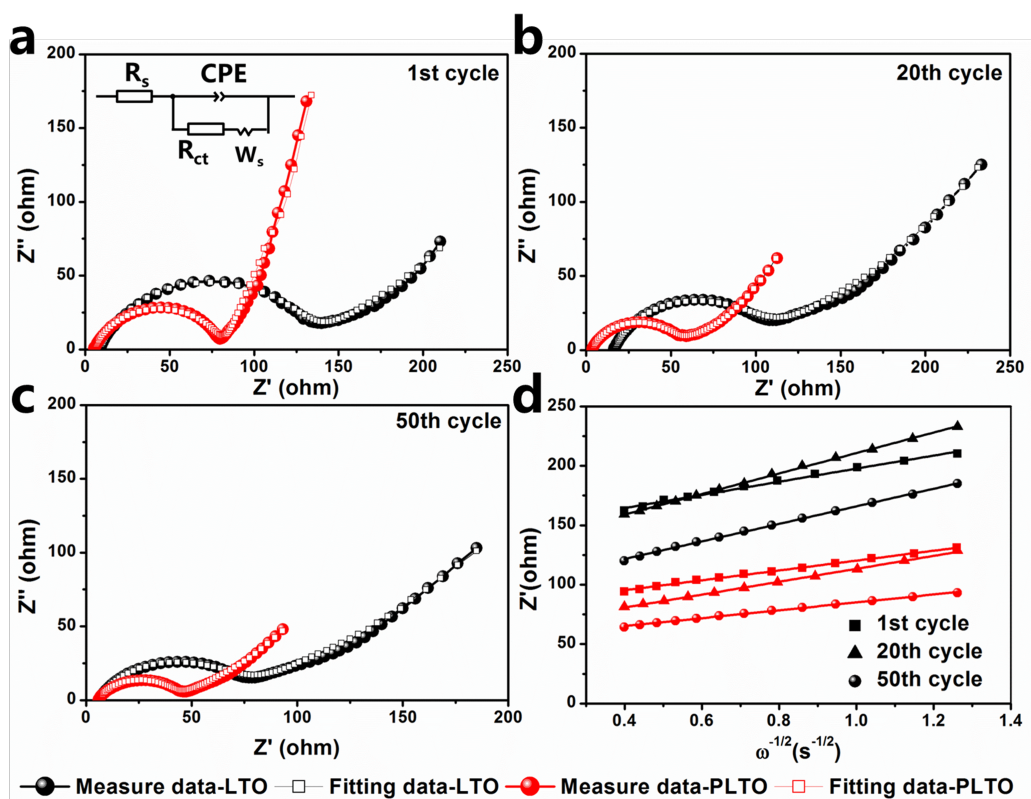 a
200
150
100
50
0
Z'' (ohm)
0 50 100 150 200 250
Z' (ohm)
1st cycle
Rs
CPE
Rct
Ws
b
200
150
100
50
0
Z'' (ohm)
0 50 100 150 200 250
Z' (ohm)
20th cycle
c
200
150
100
50
0
Z'' (ohm)
0 50 100 150 200
Z' (ohm)
50th cycle
d
250
200
150
100
50
0
Z'(ohm)
0.4 0.6 0.8 1.0 1.2 1.4
ω-1/2(s-1/2)
1st cycle
20th cycle
50th cycle
Measure data-LTO Fitting data-LTO Measure data-PLTO Fitting data-PLTO